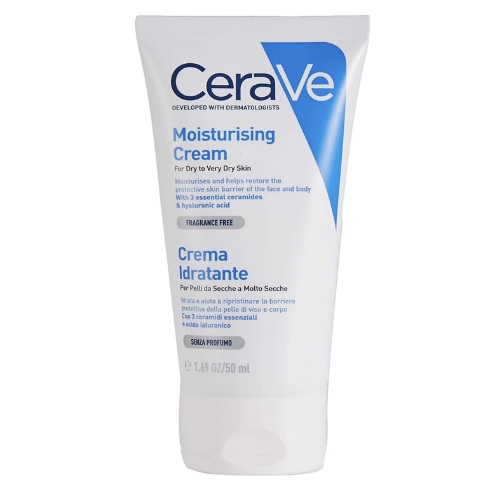 CeraVe
DEVELOPED WITH DERMATOLOGISTS
Moisturising
Cream
For Dry to Very Dry Skin
Moisturises and helps restore the
protective skin barrier of the face and body
With 3 essential ceramides
& hyaluronic acid
FRAGRANCE FREE
Crema
Idratante
Per Pelli da Secche a Molto Secche
Idrata e aiuta a ripristinare la barriera
protettiva della pelle di viso e corpo
Con 3 ceramidi essenziali
e acido ialuronico
SENZA PROFUMO
℮ 1.69 OZ/50 ml